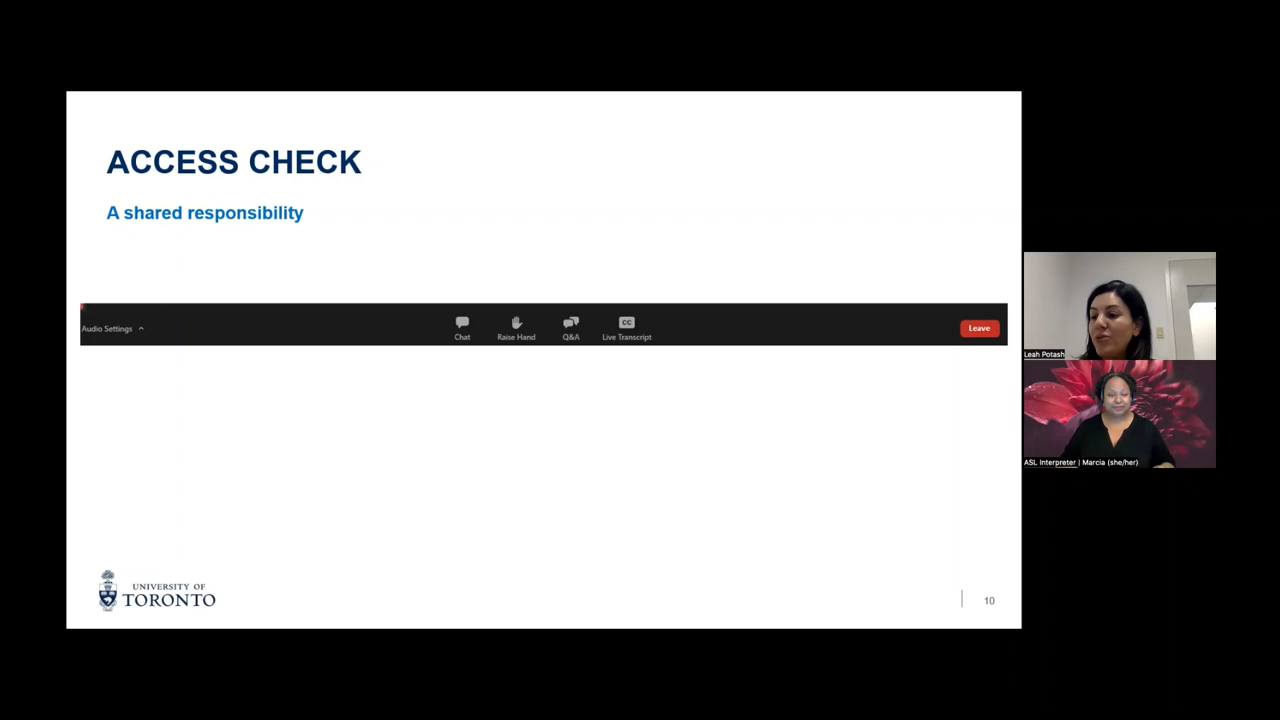 ACCESS CHECK
A shared responsibility
Audio Settings
Chat
Raise Hand
Q&A
CC
Live Transcript
Leave
Leah Potash
ASL Interpreter | Marcia (she/her)
UNIVERSITY OF
TORONTO
10